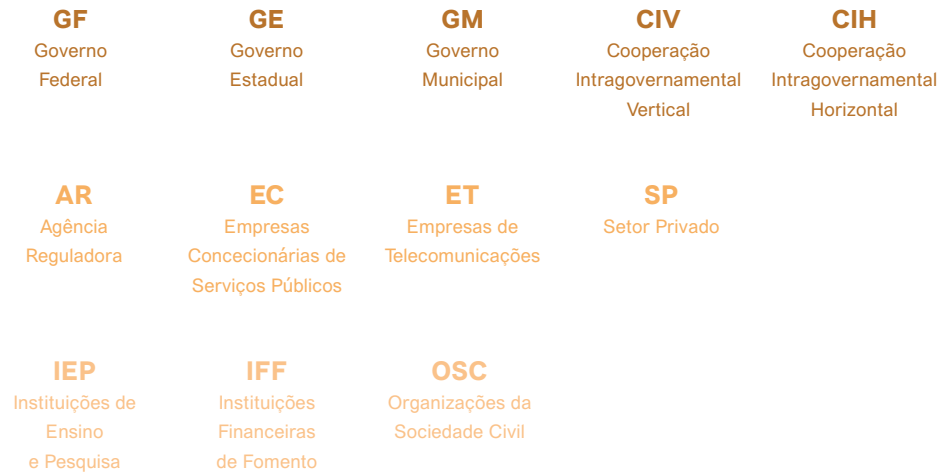 GF
Governo
Federal
GE
Governo
Estadual
GM
Governo
Municipal
CIV
Cooperação
Intragovernamental
Vertical
CIH
Cooperação
Intragovernamental
Horizontal
AR
Agência
Reguladora
EC
Empresas
Concecionárias de
Serviços Públicos
ET
Empresas de
Telecomunicações
SP
Setor Privado
IEP
Instituições de
Ensino
e Pesquisa
IFF
Instituições
Financeiras
de Fomento
OSC
Organizações da
Sociedade Civil